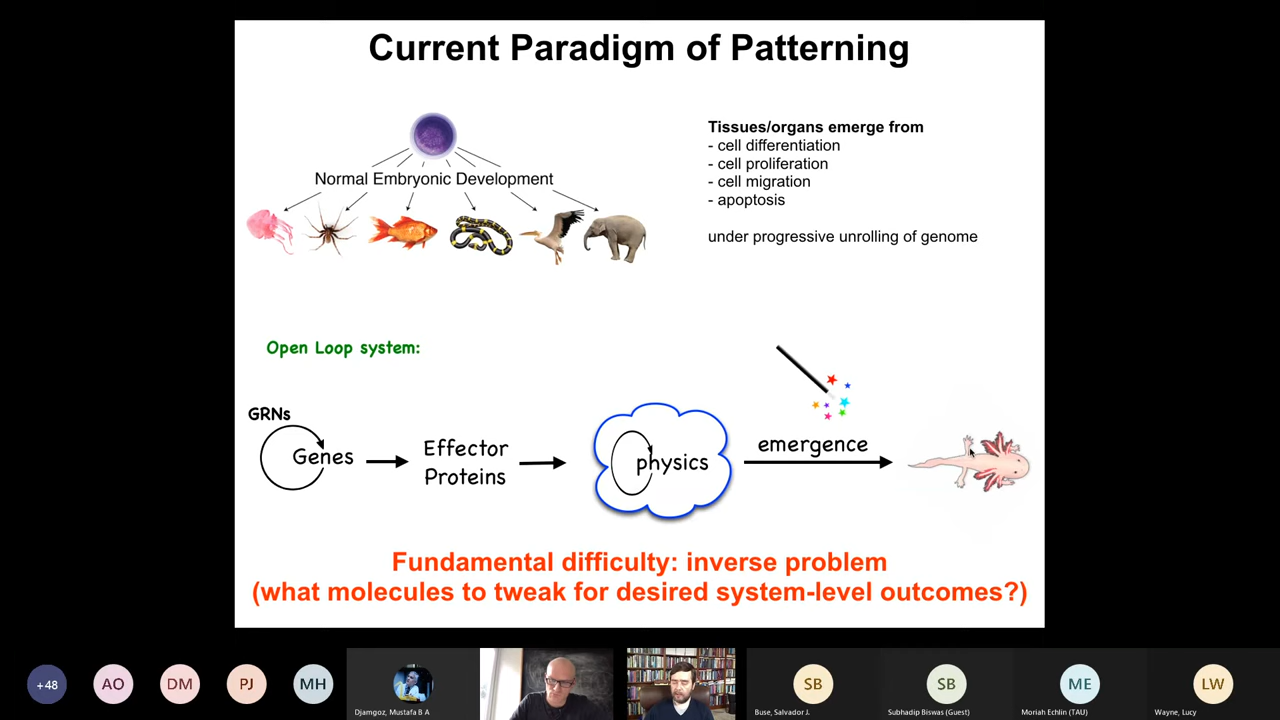 Current Paradigm of Patterning
Normal Embryonic Development
Tissues/organs emerge from
- cell differentiation
- cell proliferation
- cell migration
- apoptosis
under progressive unrolling of genome
Open Loop system:
GRNs
Genes
Effector
Proteins
physics
emergence
Fundamental difficulty: inverse problem
(what molecules to tweak for desired system-level outcomes?)
+48
AO
DM
PJ
MH
SB
SB
ME
LW
Djamgoz, Mustafa B A
Buse, Salvador J.
Subhadip Biswas (Guest)
Moriah Echlin (TAU)
Wayne, Lucy